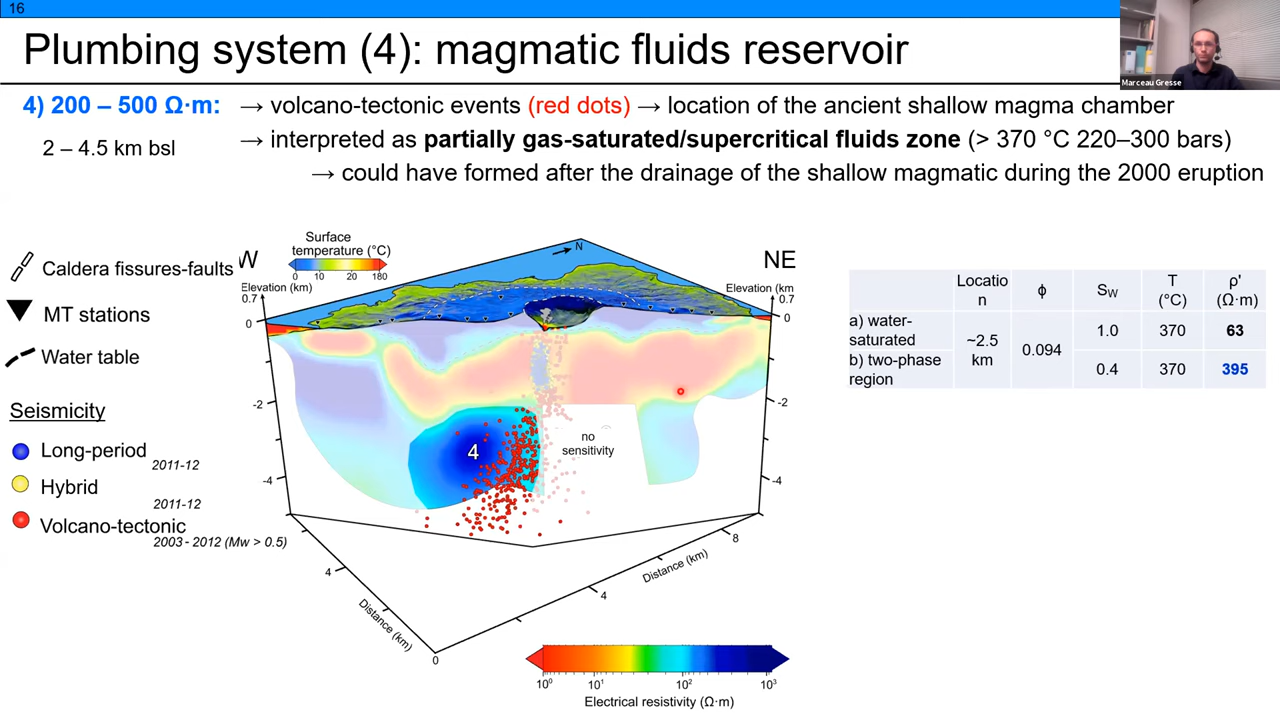 16
Plumbing system (4): magmatic fluids reservoir
Marceau Gresse
4) 200 – 500 Ω·m: → volcano-tectonic events (red dots) → location of the ancient shallow magma chamber
2 – 4.5 km bsl → interpreted as partially gas-saturated/supercritical fluids zone (> 370 °C 220–300 bars)
→ could have formed after the drainage of the shallow magmatic during the 2000 eruption
Caldera fissures-faults
MT stations
Water table
Seismicity
Long-period
2011-12
Hybrid
2011-12
Volcano-tectonic
2003 - 2012 (Mw > 0.5)
W
Surface
temperature (°C)
0 10 20 180
N
NE
Elevation (km)
0.7
0
-2
-4
Elevation (km)
0.7
0
-2
-4
4
no
sensitivity
4
Distance (km)
0
4
8
Distance (km)
10⁰ 10¹ 10² 10³
Electrical resistivity (Ω·m)
Locatio
n
ϕ
S_W
T
(°C)
ρ'
(Ω·m)
a) water-
saturated
~2.5
km
0.094
1.0 370 63
b) two-phase
region
0.4 370 395